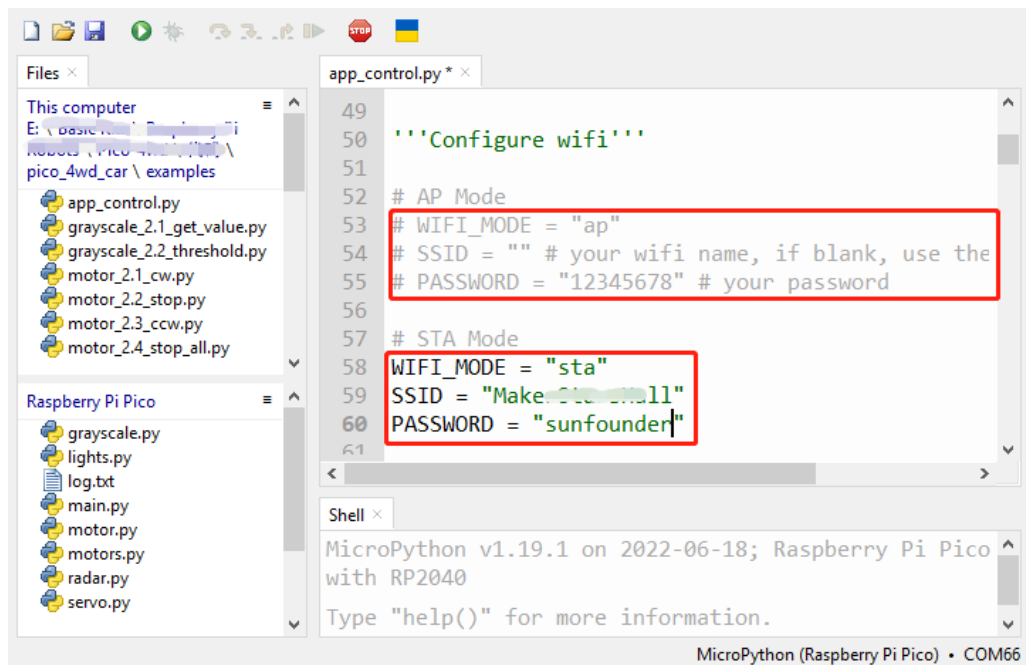 STOP
Files
This computer
E: \
\
pico_4wd_car \ examples
app_control.py
grayscale_2.1_get_value.py
grayscale_2.2_threshold.py
motor_2.1_cw.py
motor_2.2_stop.py
motor_2.3_ccw.py
motor_2.4_stop_all.py
Raspberry Pi Pico
grayscale.py
lights.py
log.txt
main.py
motor.py
motors.py
radar.py
servo.py
app_control.py *
49
50 '''Configure wifi'''
51
52 # AP Mode
53 # WIFI_MODE = "ap"
54 # SSID = "" # your wifi name, if blank, use the
55 # PASSWORD = "12345678" # your password
56
57 # STA Mode
58 WIFI_MODE = "sta"
59 SSID = "Make
60 PASSWORD = "sunfounder"
61
Shell
MicroPython v1.19.1 on 2022-06-18; Raspberry Pi Pico
with RP2040
Type "help()" for more information.
MicroPython (Raspberry Pi Pico) • COM66